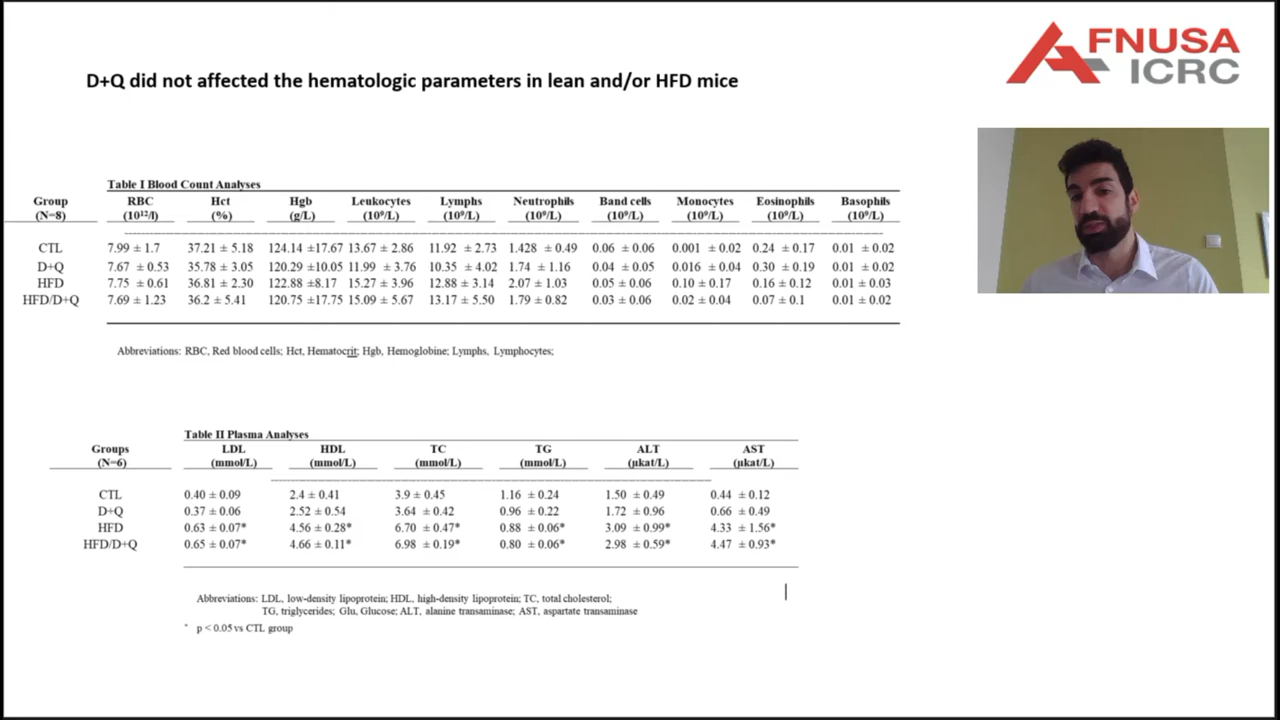 D+Q did not affected the hematologic parameters in lean and/or HFD mice
FNUSA
ICRC
Table I Blood Count Analyses
Group RBC Hct Hgb Leukocytes Lymphs Neutrophils Band cells Monocytes Eosinophils Basophils
(N=8) (10¹²/l) (%) (g/L) (10⁹/L) (10⁹/L) (10⁹/L) (10⁹/L) (10⁹/L) (10⁹/L) (10⁹/L)
CTL 7.99 ± 1.7 37.21 ± 5.18 124.14 ±17.67 13.67 ± 2.86 11.92 ± 2.73 1.428 ± 0.49 0.06 ± 0.06 0.001 ± 0.02 0.24 ± 0.17 0.01 ± 0.02
D+Q 7.67 ± 0.53 35.78 ± 3.05 120.29 ±10.05 11.99 ± 3.76 10.35 ± 4.02 1.74 ± 1.16 0.04 ± 0.05 0.016 ± 0.04 0.30 ± 0.19 0.01 ± 0.02
HFD 7.75 ± 0.61 36.81 ± 2.30 122.88 ±8.17 15.27 ± 3.96 12.88 ± 3.14 2.07 ± 1.03 0.05 ± 0.06 0.10 ± 0.17 0.16 ± 0.12 0.01 ± 0.03
HFD/D+Q 7.69 ± 1.23 36.2 ± 5.41 120.75 ±17.75 15.09 ± 5.67 13.17 ± 5.50 1.79 ± 0.82 0.03 ± 0.06 0.02 ± 0.04 0.07 ± 0.1 0.01 ± 0.02
Abbreviations: RBC, Red blood cells; Hct, Hematocrit; Hgb, Hemoglobine; Lymphs, Lymphocytes;
Table II Plasma Analyses
Groups LDL HDL TC TG ALT AST
(N=6) (mmol/L) (mmol/L) (mmol/L) (mmol/L) (µkat/L) (µkat/L)
CTL 0.40 ± 0.09 2.4 ± 0.41 3.9 ± 0.45 1.16 ± 0.24 1.50 ± 0.49 0.44 ± 0.12
D+Q 0.37 ± 0.06 2.52 ± 0.54 3.64 ± 0.42 0.96 ± 0.22 1.72 ± 0.96 0.66 ± 0.49
HFD 0.63 ± 0.07* 4.56 ± 0.28* 6.70 ± 0.47* 0.88 ± 0.06* 3.09 ± 0.99* 4.33 ± 1.56*
HFD/D+Q 0.65 ± 0.07* 4.66 ± 0.11* 6.98 ± 0.19* 0.80 ± 0.06* 2.98 ± 0.59* 4.47 ± 0.93*
Abbreviations: LDL, low-density lipoprotein; HDL, high-density lipoprotein; TC, total cholesterol;
TG, triglycerides; Glu, Glucose; ALT, alanine transaminase; AST, aspartate transaminase
* p < 0.05 vs CTL group